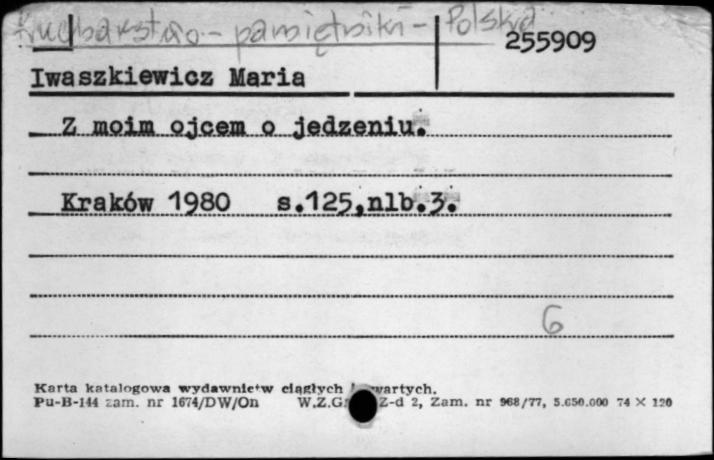 Kucharstwo - pamiętniki - Polska
255909
Iwaszkiewicz Maria
Z moim ojcem o jedzeniu.
Kraków 1980 s.125,nlb.3.
6
Karta katalogowa wydawnictw ciągłych i zwartych.
Pu-B-144 zam. nr 1674/DW/On W.Z.G. Z-d 2, Zam. nr 968/77, 5.650.000 74 × 120